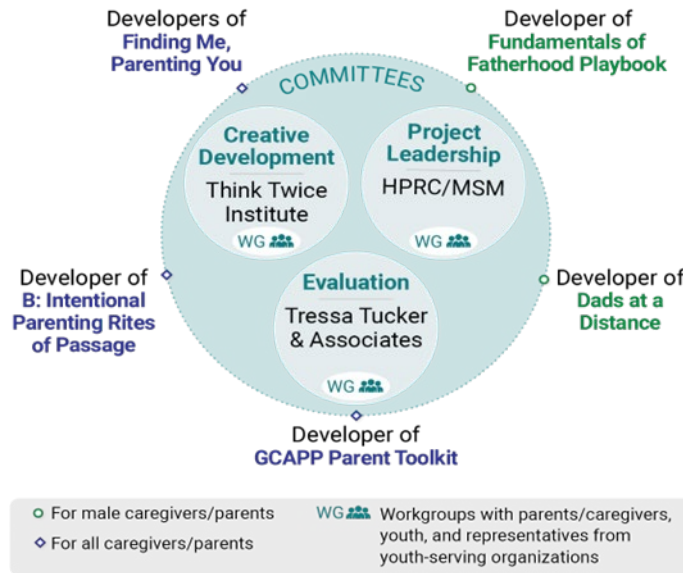 Developers of
Finding Me,
Parenting You
Developer of
Fundamentals of
Fatherhood Playbook
COMMITTEES
Creative
Development
Think Twice
Institute
WG
Project
Leadership
HPRC/MSM
WG
Evaluation
Tressa Tucker
& Associates
WG
Developer of
B: Intentional
Parenting Rites
of Passage
Developer of
Dads at a
Distance
Developer of
GCAPP Parent Toolkit
For male caregivers/parents
For all caregivers/parents
WG
Workgroups with parents/caregivers,
youth, and representatives from
youth-serving organizations